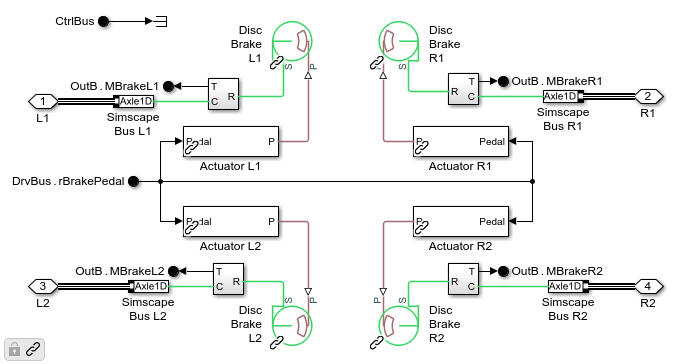 CtrlBus
Disc
Brake
L1
Disc
Brake
R1
S
P
S
OutB.MBrakeL1
T
C
R
OutB.MBrakeR1
T
C
R
1
L1
Axle1D
Simscape
Bus L1
Axle1D
Simscape
Bus R1
2
R1
Pedal
P
Actuator L1
P
Pedal
Actuator R1
DrvBus.rBrakePedal
Pedal
P
Actuator L2
P
Pedal
Actuator R2
OutB.MBrakeL2
T
C
R
OutB.MBrakeR2
T
C
R
3
L2
Axle1D
Simscape
Bus L2
Axle1D
Simscape
Bus R2
4
R2
S
P
Disc
Brake
L2
P
S
Disc
Brake
R2